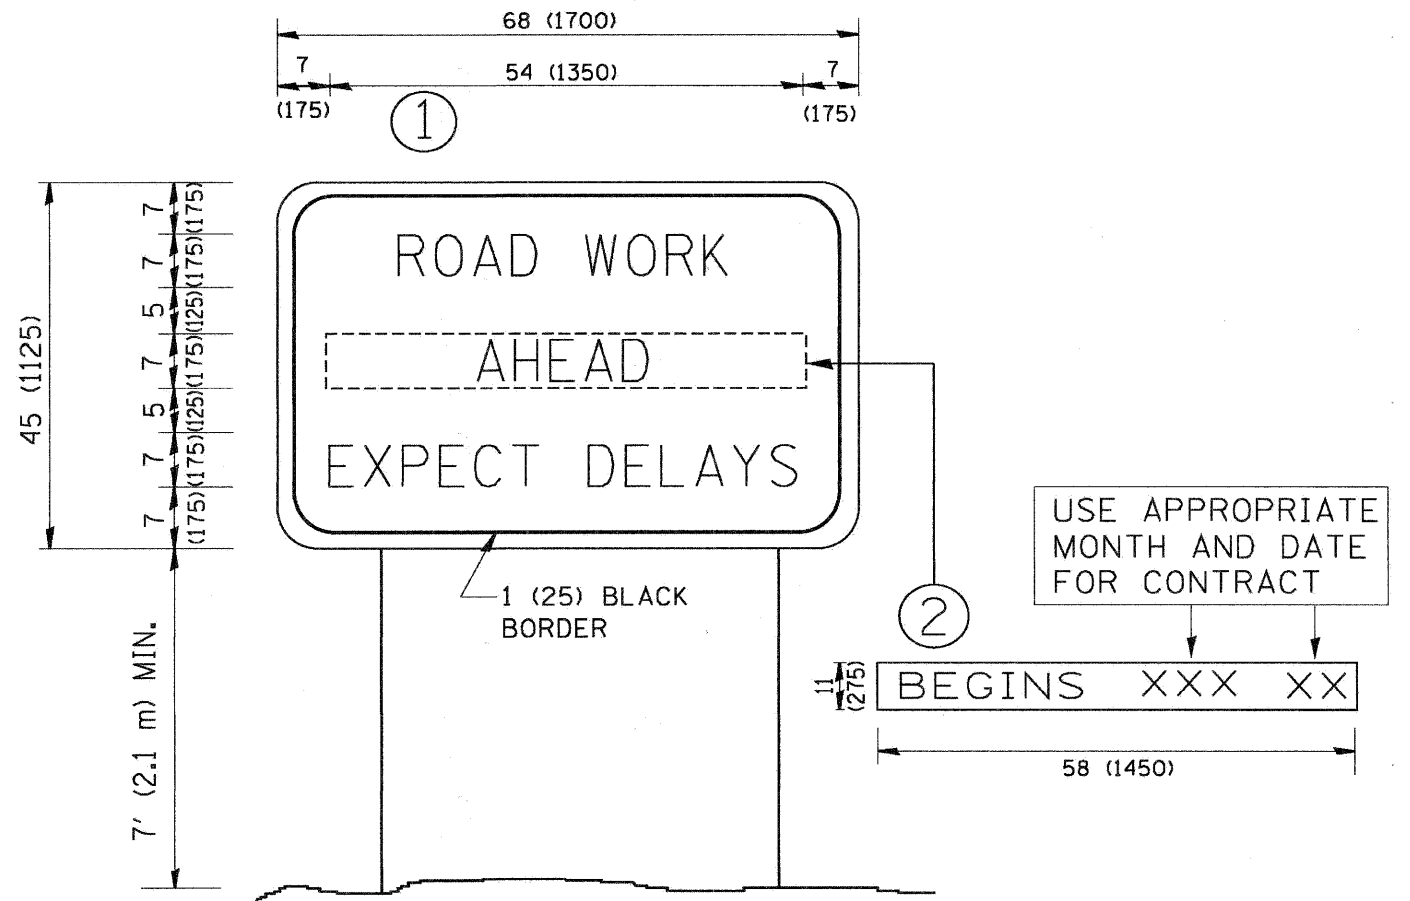 68 (1700)
7
54 (1350)
7
(175)
(175)
1
7
(175)
7
(175)
5
(125)
7
(175)
5
(125)
7
(175)
7
(175)
45 (1125)
ROAD WORK
AHEAD
EXPECT DELAYS
1 (25) BLACK
BORDER
7' (2.1 m) MIN.
USE APPROPRIATE
MONTH AND DATE
FOR CONTRACT
2
11
(275)
BEGINS XXX XX
58 (1450)